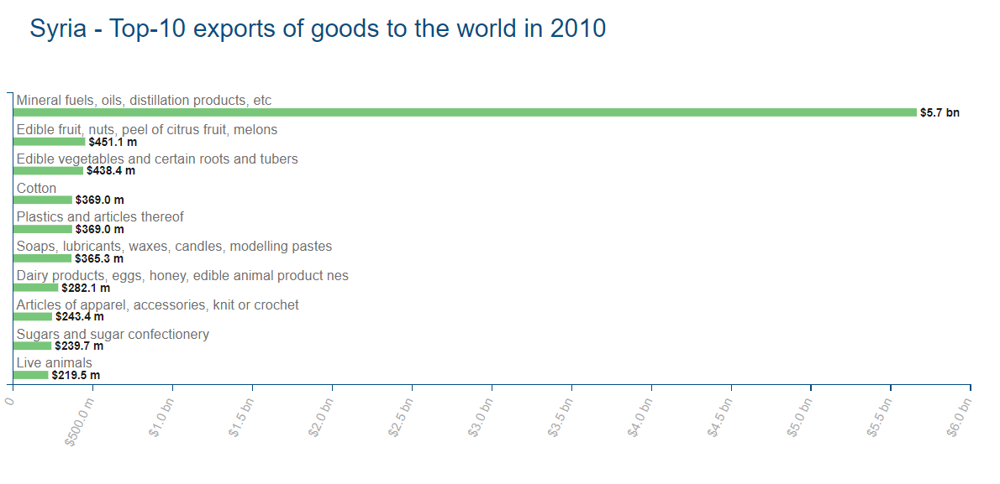 Syria - Top-10 exports of goods to the world in 2010
Mineral fuels, oils, distillation products, etc
$5.7 bn
Edible fruit, nuts, peel of citrus fruit, melons
$451.1 m
Edible vegetables and certain roots and tubers
$438.4 m
Cotton
$369.0 m
Plastics and articles thereof
$369.0 m
Soaps, lubricants, waxes, candles, modelling pastes
$365.3 m
Dairy products, eggs, honey, edible animal product nes
$282.1 m
Articles of apparel, accessories, knit or crochet
$243.4 m
Sugars and sugar confectionery
$239.7 m
Live animals
$219.5 m
0
$500.0 m
$1.0 bn
$1.5 bn
$2.0 bn
$2.5 bn
$3.0 bn
$3.5 bn
$4.0 bn
$4.5 bn
$5.0 bn
$5.5 bn
$6.0 bn